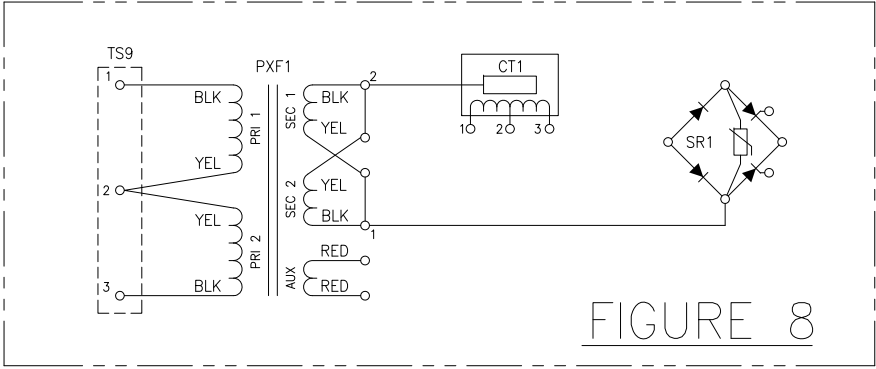 TS9
PXF1
CT1
1
BLK
PRI 1
YEL
2
YEL
PRI 2
BLK
3
SEC 1
BLK
2
YEL
SEC 2
YEL
BLK
1
AUX
RED
RED
1 2 3
SR1
FIGURE 8